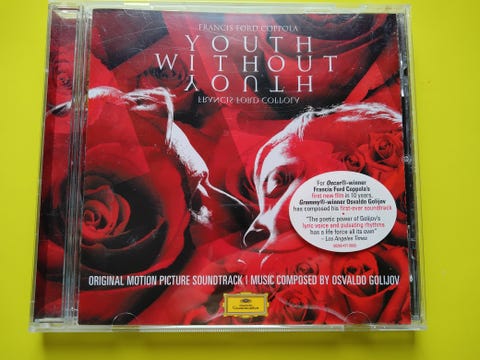 FRANCIS FORD COPPOLA
YOUTH
WITHOUT
YOUTH
FRANCIS FORD COPPOLA
For Oscar®-winner
Francis Ford Coppola's
first new film in 10 years,
Grammy®-winner Osvaldo Golijov
has composed his first-ever soundtrack
"The poetic power of Golijov's
lyric voice and pulsating rhythms
has a life force all its own"
- Los Angeles Times
ORIGINAL MOTION PICTURE SOUNDTRACK | MUSIC COMPOSED BY OSVALDO GOLIJOV
Deutsche
Grammophon